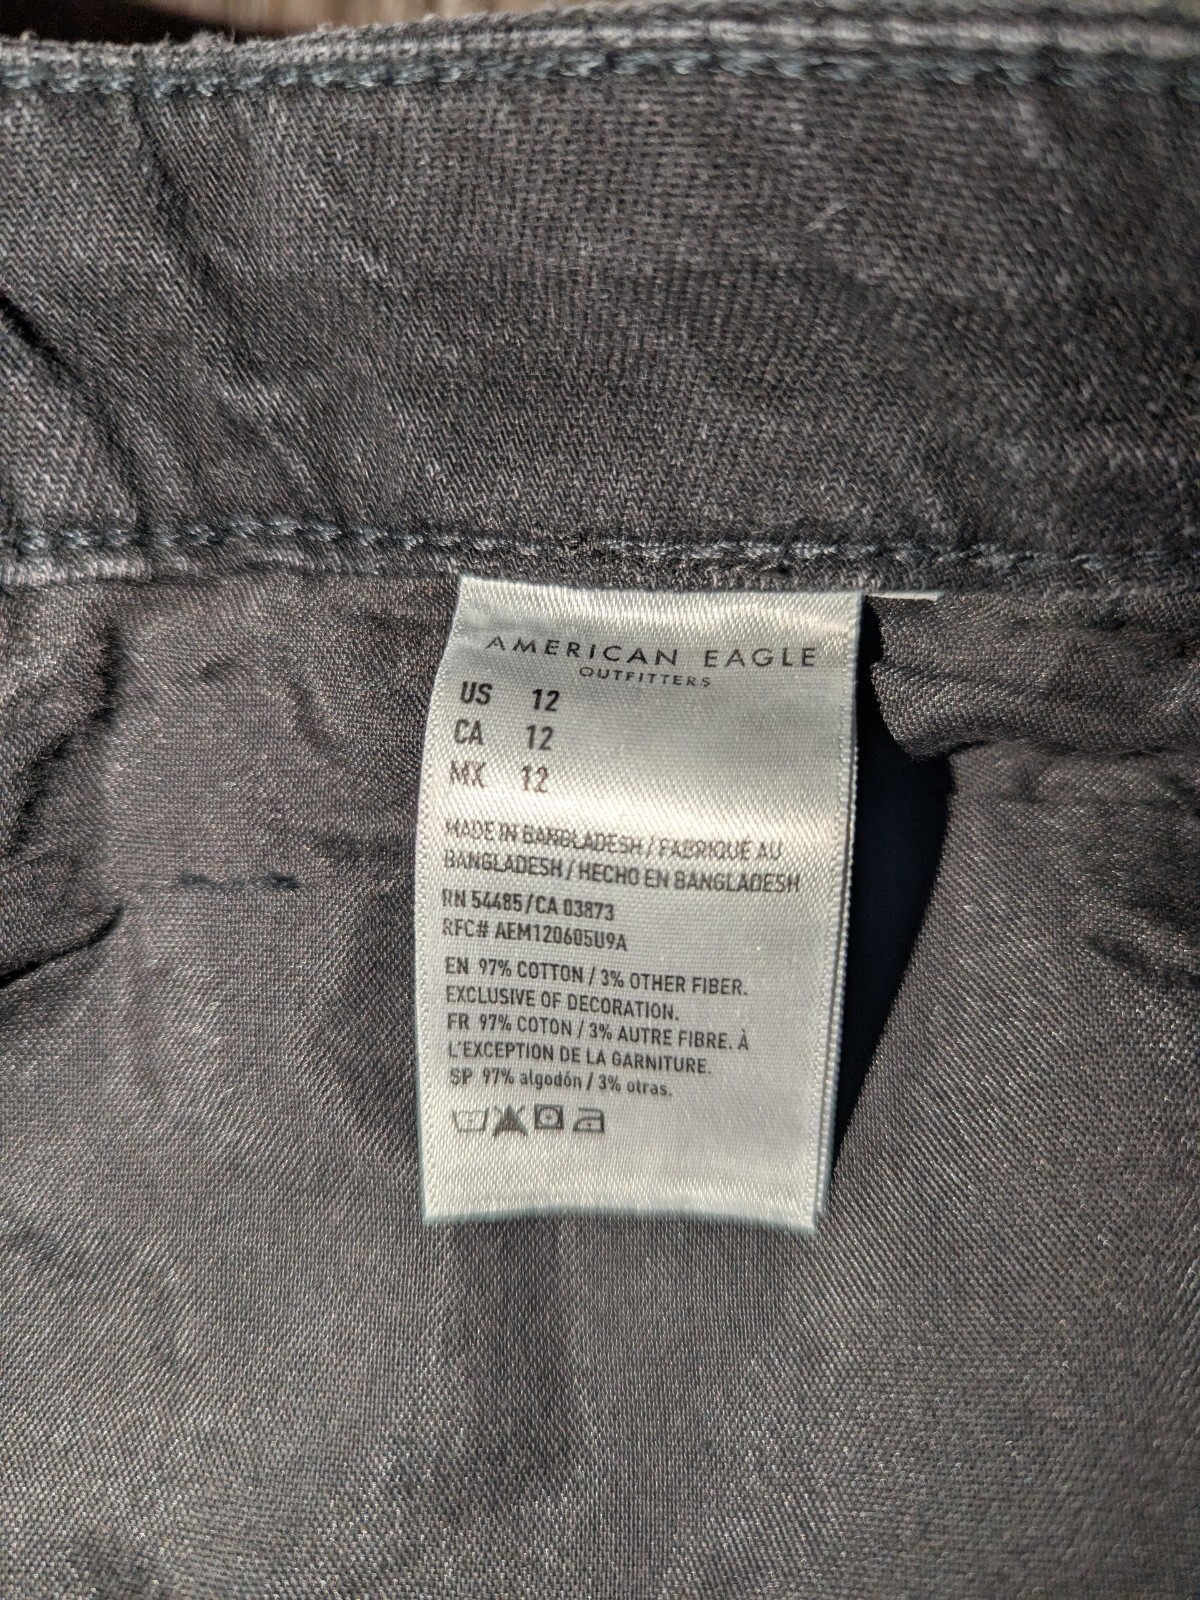 AMERICAN EAGLE
OUTFITTERS
US 12
CA 12
MX 12
MADE IN BANGLADESH / FABRIQUÉ AU
BANGLADESH / HECHO EN BANGLADESH
RN 54485/CA 03873
RFC# AEM120605U9A
EN 97% COTTON / 3% OTHER FIBER.
EXCLUSIVE OF DECORATION.
FR 97% COTON / 3% AUTRE FIBRE. À
L'EXCEPTION DE LA GARNITURE.
SP 97% algodón / 3% otras.